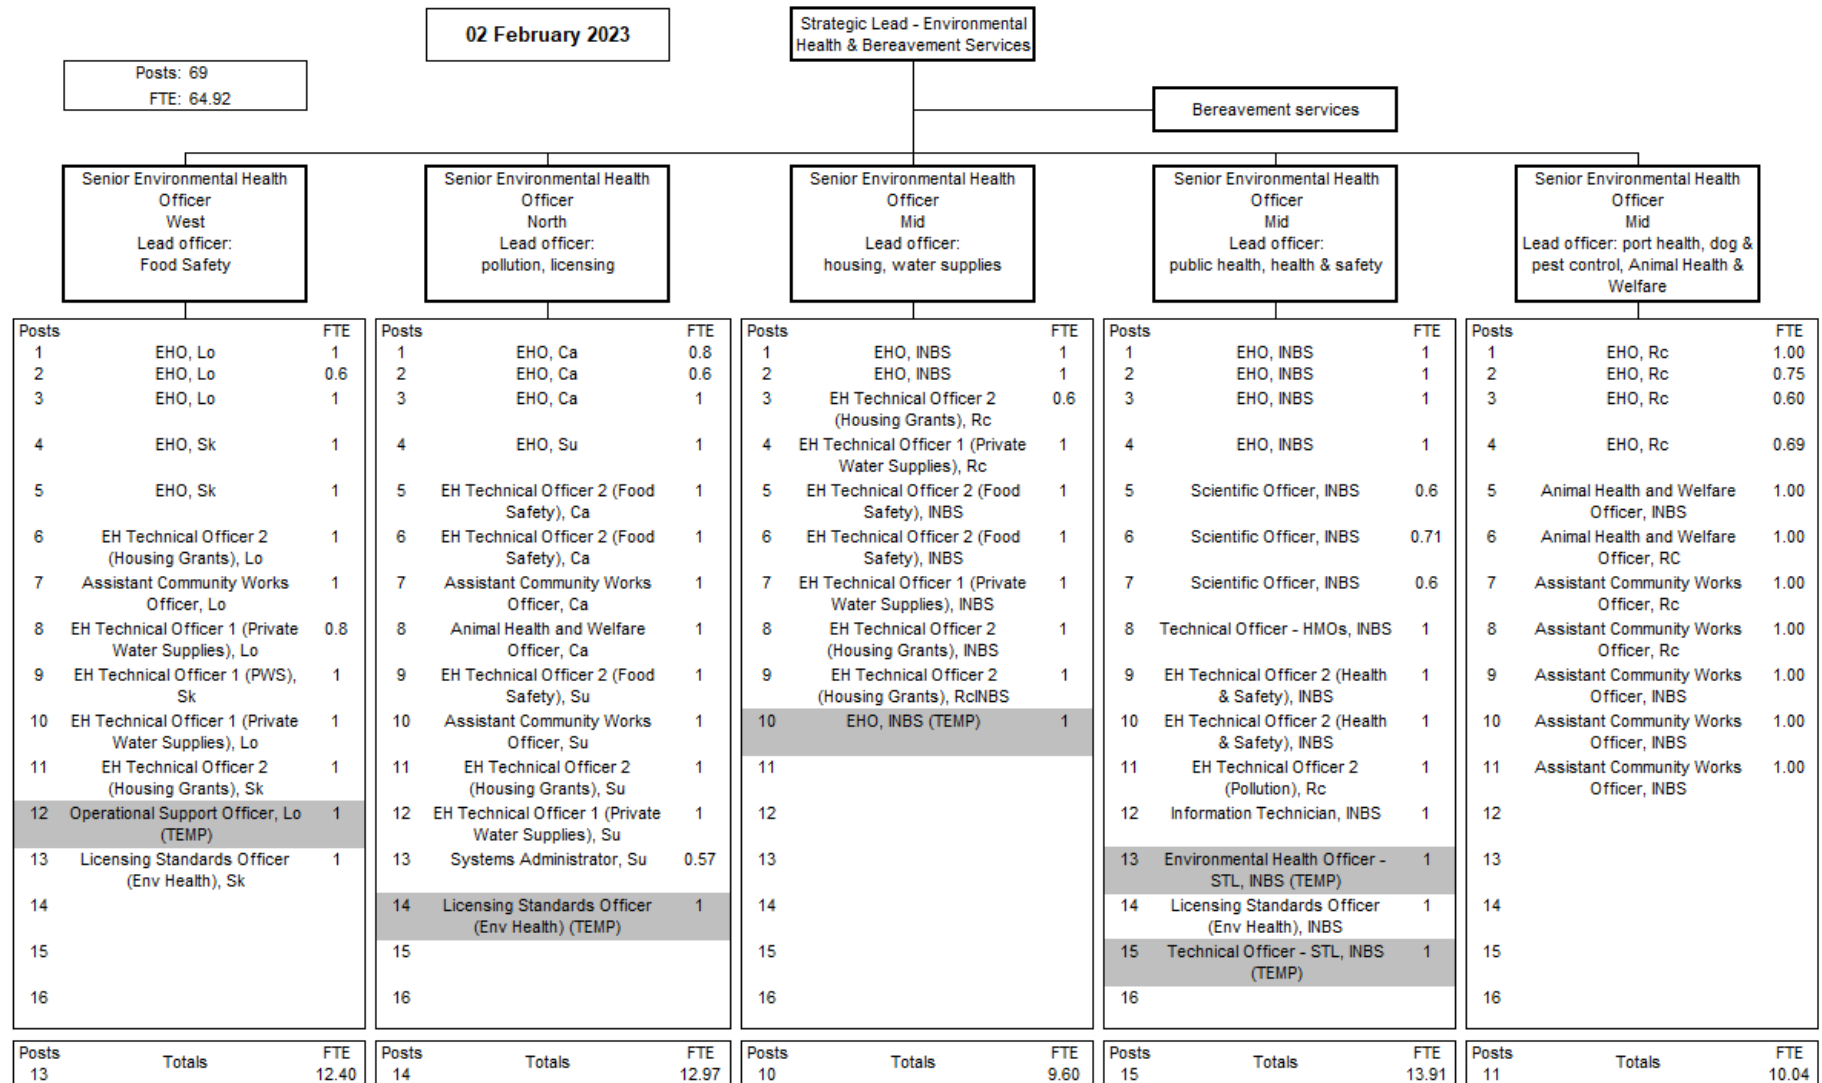 02 February 2023
Strategic Lead - Environmental
Health & Bereavement Services
Posts: 69
FTE: 64.92
Bereavement services
Senior Environmental Health
Officer
West
Lead officer:
Food Safety
Senior Environmental Health
Officer
North
Lead officer:
pollution, licensing
Senior Environmental Health
Officer
Mid
Lead officer:
housing, water supplies
Senior Environmental Health
Officer
Mid
Lead officer:
public health, health & safety
Senior Environmental Health
Officer
Mid
Lead officer: port health, dog &
pest control, Animal Health &
Welfare
Posts FTE
1 EHO, Lo 1
2 EHO, Lo 0.6
3 EHO, Lo 1
4 EHO, Sk 1
5 EHO, Sk 1
6 EH Technical Officer 2 1
(Housing Grants), Lo
7 Assistant Community Works 1
Officer, Lo
8 EH Technical Officer 1 (Private 0.8
Water Supplies), Lo
9 EH Technical Officer 1 (PWS), 1
Sk
10 EH Technical Officer 1 (Private 1
Water Supplies), Lo
11 EH Technical Officer 2 1
(Housing Grants), Sk
12 Operational Support Officer, Lo 1
(TEMP)
13 Licensing Standards Officer 1
(Env Health), Sk
14
15
16
Posts Totals FTE
13 12.40
Posts FTE
1 EHO, Ca 0.8
2 EHO, Ca 0.6
3 EHO, Ca 1
4 EHO, Su 1
5 EH Technical Officer 2 (Food 1
Safety), Ca
6 EH Technical Officer 2 (Food 1
Safety), Ca
7 Assistant Community Works 1
Officer, Ca
8 Animal Health and Welfare 1
Officer, Ca
9 EH Technical Officer 2 (Food 1
Safety), Su
10 Assistant Community Works 1
Officer, Su
11 EH Technical Officer 2 1
(Housing Grants), Su
12 EH Technical Officer 1 (Private 1
Water Supplies), Su
13 Systems Administrator, Su 0.57
14 Licensing Standards Officer 1
(Env Health) (TEMP)
15
16
Posts Totals FTE
14 12.97
Posts FTE
1 EHO, INBS 1
2 EHO, INBS 1
3 EH Technical Officer 2 0.6
(Housing Grants), Rc
4 EH Technical Officer 1 (Private 1
Water Supplies), Rc
5 EH Technical Officer 2 (Food 1
Safety), INBS
6 EH Technical Officer 2 (Food 1
Safety), INBS
7 EH Technical Officer 1 (Private 1
Water Supplies), INBS
8 EH Technical Officer 2 1
(Housing Grants), INBS
9 EH Technical Officer 2 1
(Housing Grants), RcINBS
10 EHO, INBS (TEMP) 1
11
12
13
14
15
16
Posts Totals FTE
10 9.60
Posts FTE
1 EHO, INBS 1
2 EHO, INBS 1
3 EHO, INBS 1
4 EHO, INBS 1
5 Scientific Officer, INBS 0.6
6 Scientific Officer, INBS 0.71
7 Scientific Officer, INBS 0.6
8 Technical Officer - HMOs, INBS 1
9 EH Technical Officer 2 (Health 1
& Safety), INBS
10 EH Technical Officer 2 (Health 1
& Safety), INBS
11 EH Technical Officer 2 1
(Pollution), Rc
12 Information Technician, INBS 1
13 Environmental Health Officer - 1
STL, INBS (TEMP)
14 Licensing Standards Officer 1
(Env Health), INBS
15 Technical Officer - STL, INBS 1
(TEMP)
16
Posts Totals FTE
15 13.91
Posts FTE
1 EHO, Rc 1.00
2 EHO, Rc 0.75
3 EHO, Rc 0.60
4 EHO, Rc 0.69
5 Animal Health and Welfare 1.00
Officer, INBS
6 Animal Health and Welfare 1.00
Officer, RC
7 Assistant Community Works 1.00
Officer, Rc
8 Assistant Community Works 1.00
Officer, Rc
9 Assistant Community Works 1.00
Officer, INBS
10 Assistant Community Works 1.00
Officer, INBS
11 Assistant Community Works 1.00
Officer, INBS
12
13
14
15
16
Posts Totals FTE
11 10.04